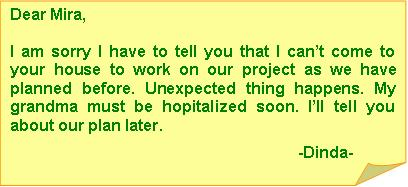 Dear Mira,
I am sorry I have to tell you that I can't come to
your house to work on our project as we have
planned before. Unexpected thing happens. My
grandma must be hopitalized soon. I'll tell you
about our plan later.
-Dinda-